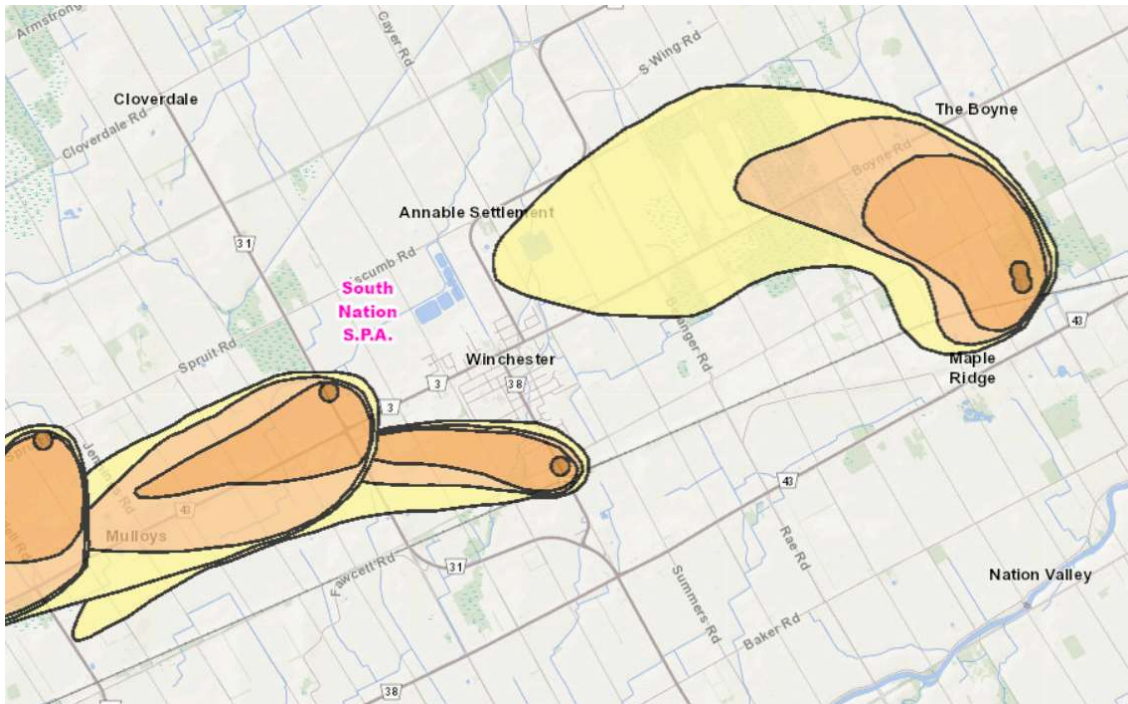 Armstrong
Cayer Rd
S Wing Rd
Cloverdale
The Boyne
Cloverdale Rd
Boyne Rd
Annable Settlement
31
scumb Rd
South
Nation
S.P.A.
43
Spruit Rd
Winchester
Maple
Ridge
3
38
3
43
43
Mulloys
31
Fawcett Rd
Rae Rd
Nation Valley
Summers Rd
Baker Rd
38